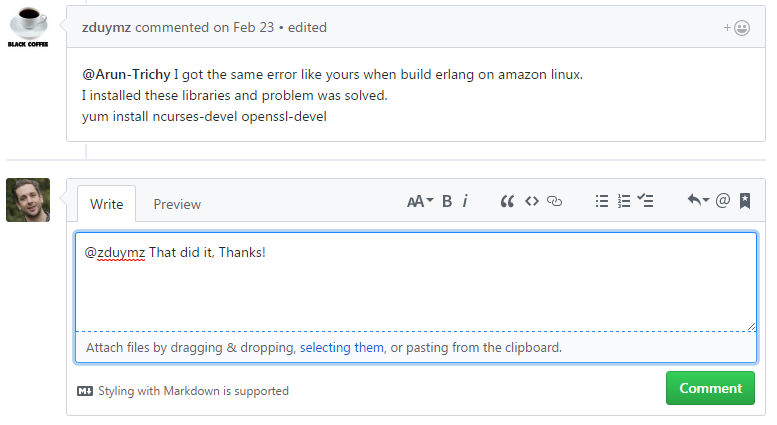 BLACK COFFEE
zduymz commented on Feb 23 • edited
@Arun-Trichy I got the same error like yours when build erlang on amazon linux.
I installed these libraries and problem was solved.
yum install ncurses-devel openssl-devel
Write Preview
AA B i
@zduymz That did it, Thanks!
Attach files by dragging & dropping, selecting them, or pasting from the clipboard.
Styling with Markdown is supported
Comment